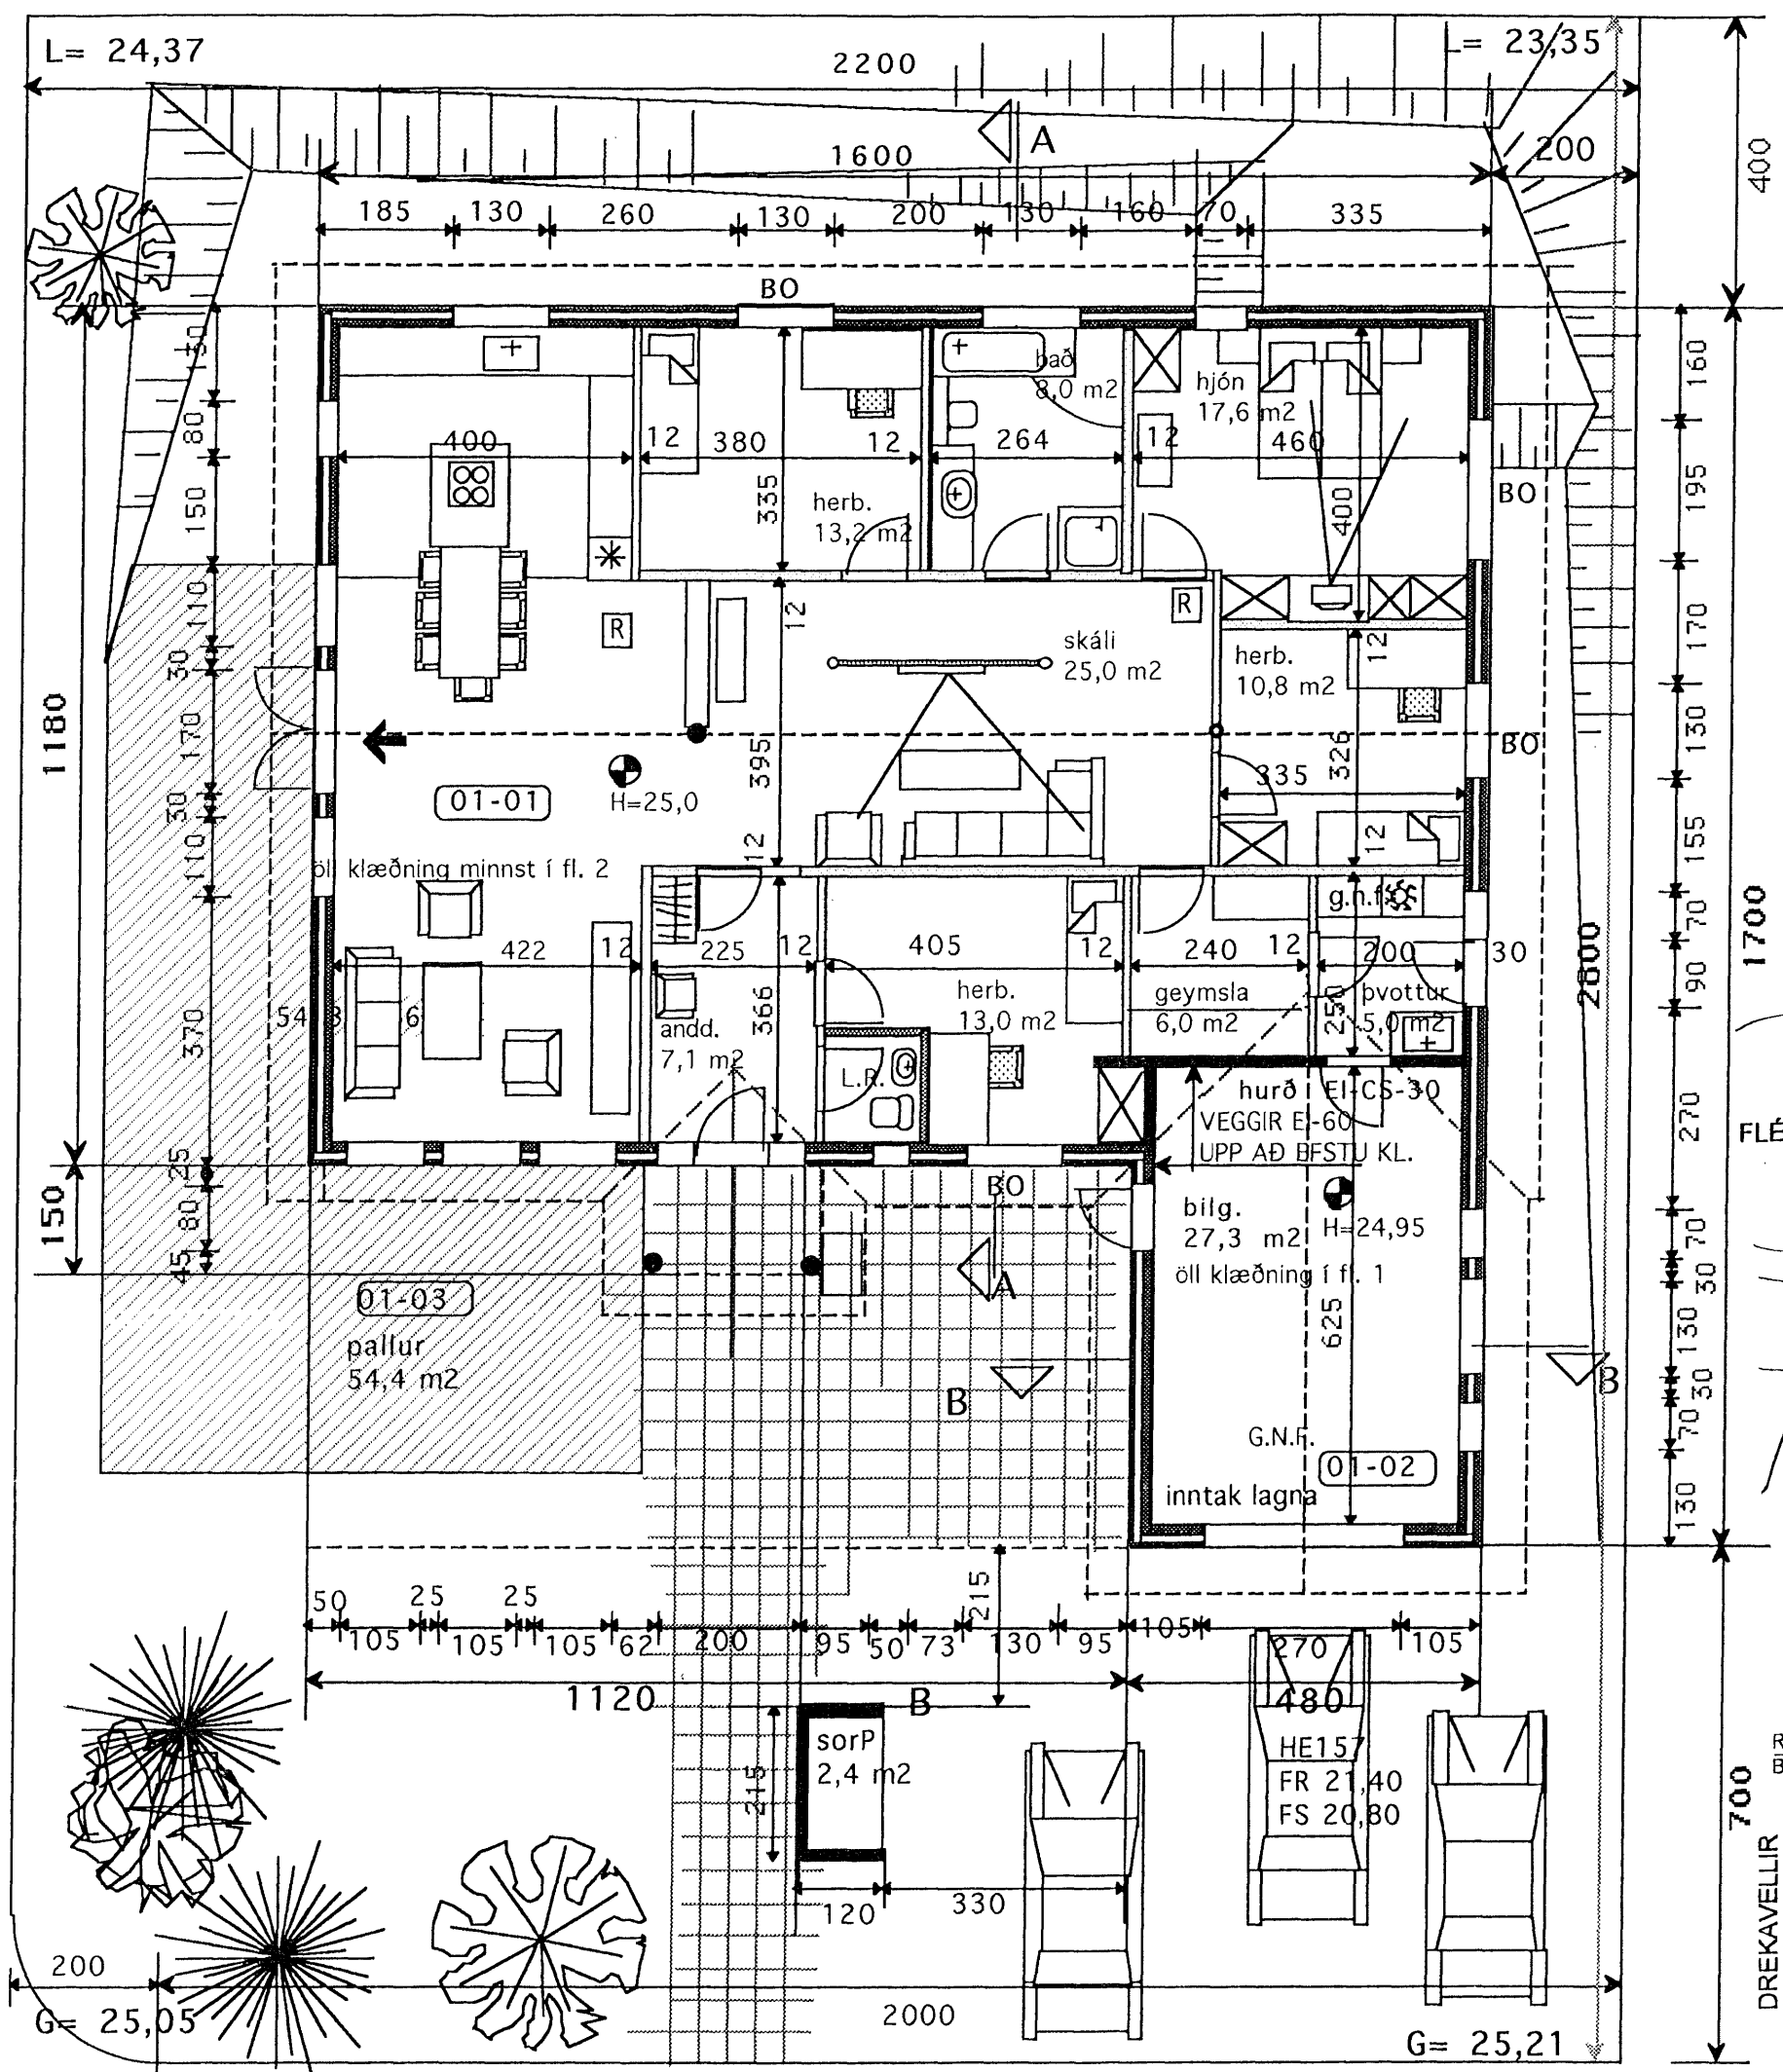 L= 24,37
2200
L= 23,35
A
1600
200
400
185 130 260 130 200 130 160 70 335
BO
130
80
150
110
30
170
30
110
370
25
80
45
1180
150
bað
8,0 m2
hjón
17,6 m2
400 12 380 12 264 12 460
335
400
herb.
13,2 m2
BO
R
R
12
skáli
25,0 m2
12
herb.
10,8 m2
BO
395
326
335
01-01
H=25,0
12
12
öll klæðning minnst í fl. 2
g.n.f.
422 12 225 12 405 12 240 12 200 30
366
andd.
7,1 m2
herb.
13,0 m2
geymsla
6,0 m2
250
þvottur
5,0 m2
L.R.
hurð EI-CS-30
VEGGIR EI-60
UPP AÐ EFSTU KL.
BO
bilg.
27,3 m2
H=24,95
öll klæðning í fl. 1
A
01-03
pallur
54,4 m2
625
B
B
G.N.F.
01-02
inntak lagna
160
195
170
130
155
70
90
270
70
30
130
30
70
130
1700
2800
FLÉ
215
50 25 25
105 105 105 62 200 95 50 73 130 95 105 270 105
1120
B
480
sorP
2,4 m2
215
HE157
FR 21,40
FS 20,80
700
120
330
DREKAVELLIR
R
B
200
2000
G= 25,05
G= 25,21